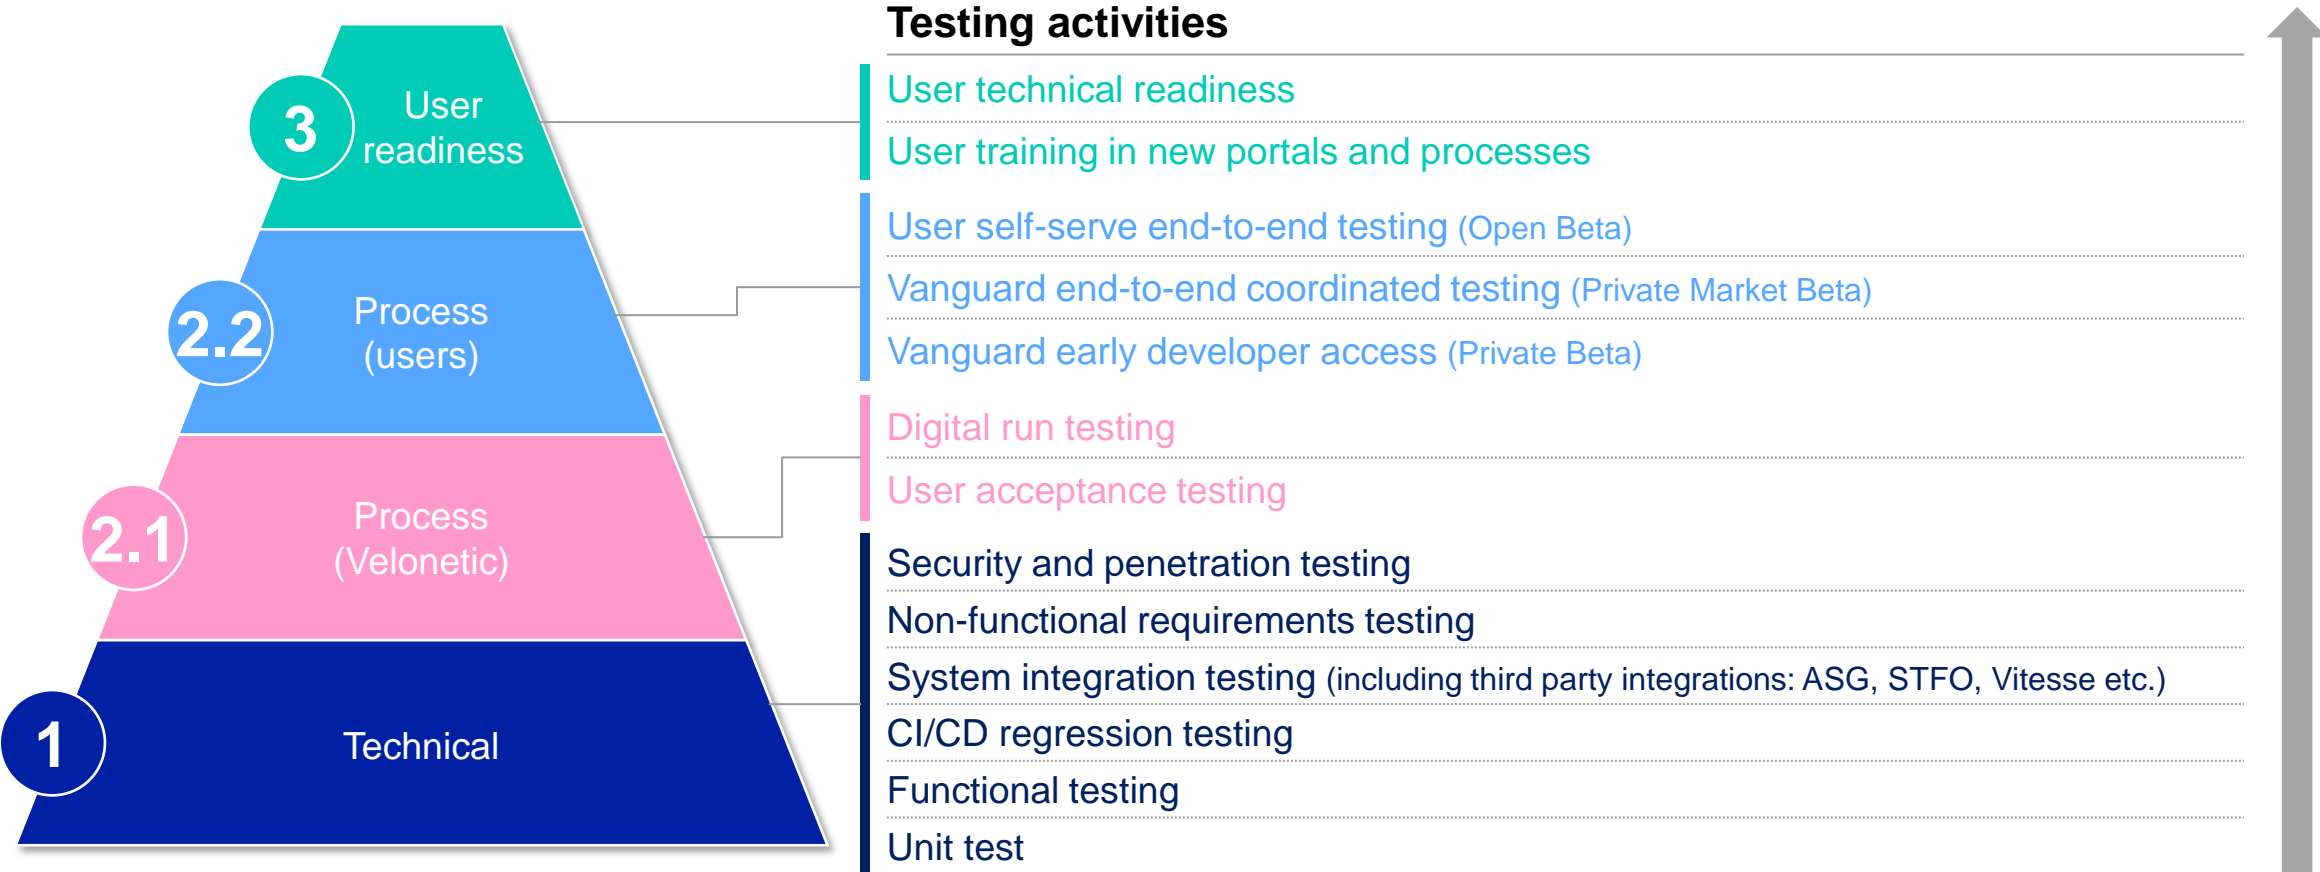 Testing activities
3
User
readiness
User technical readiness
User training in new portals and processes
2.2
Process
(users)
User self-serve end-to-end testing (Open Beta)
Vanguard end-to-end coordinated testing (Private Market Beta)
Vanguard early developer access (Private Beta)
2.1
Process
(Velonetic)
Digital run testing
User acceptance testing
1
Technical
Security and penetration testing
Non-functional requirements testing
System integration testing (including third party integrations: ASG, STFO, Vitesse etc.)
CI/CD regression testing
Functional testing
Unit test